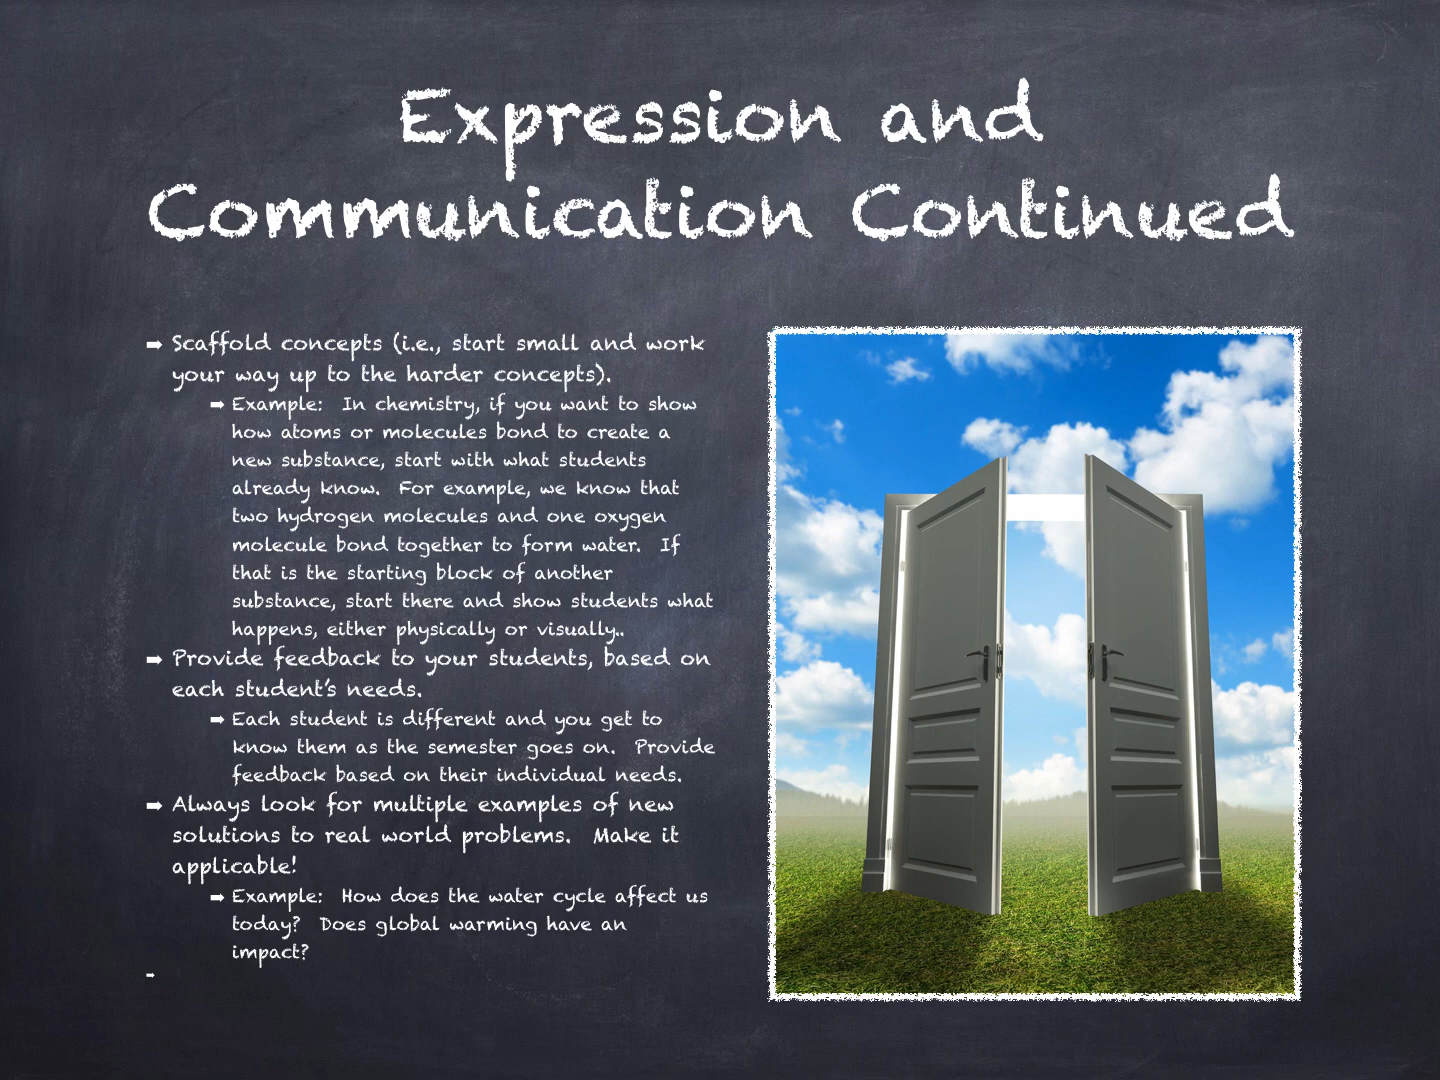 Expression and
Communication Continued
➡ Scaffold concepts (i.e., start small and work
your way up to the harder concepts).
➡ Example:  In chemistry, if you want to show
how atoms or molecules bond to create a
new substance, start with what students
already know.  For example, we know that
two hydrogen molecules and one oxygen
molecule bond together to form water.  If
that is the starting block of another
substance, start there and show students what
happens, either physically or visually..
➡ Provide feedback to your students, based on
each student’s needs.
➡ Each student is different and you get to
know them as the semester goes on.  Provide
feedback based on their individual needs.
➡ Always look for multiple examples of new
solutions to real world problems.  Make it
applicable!
➡ Example:  How does the water cycle affect us
today?  Does global warming have an
impact?
➡